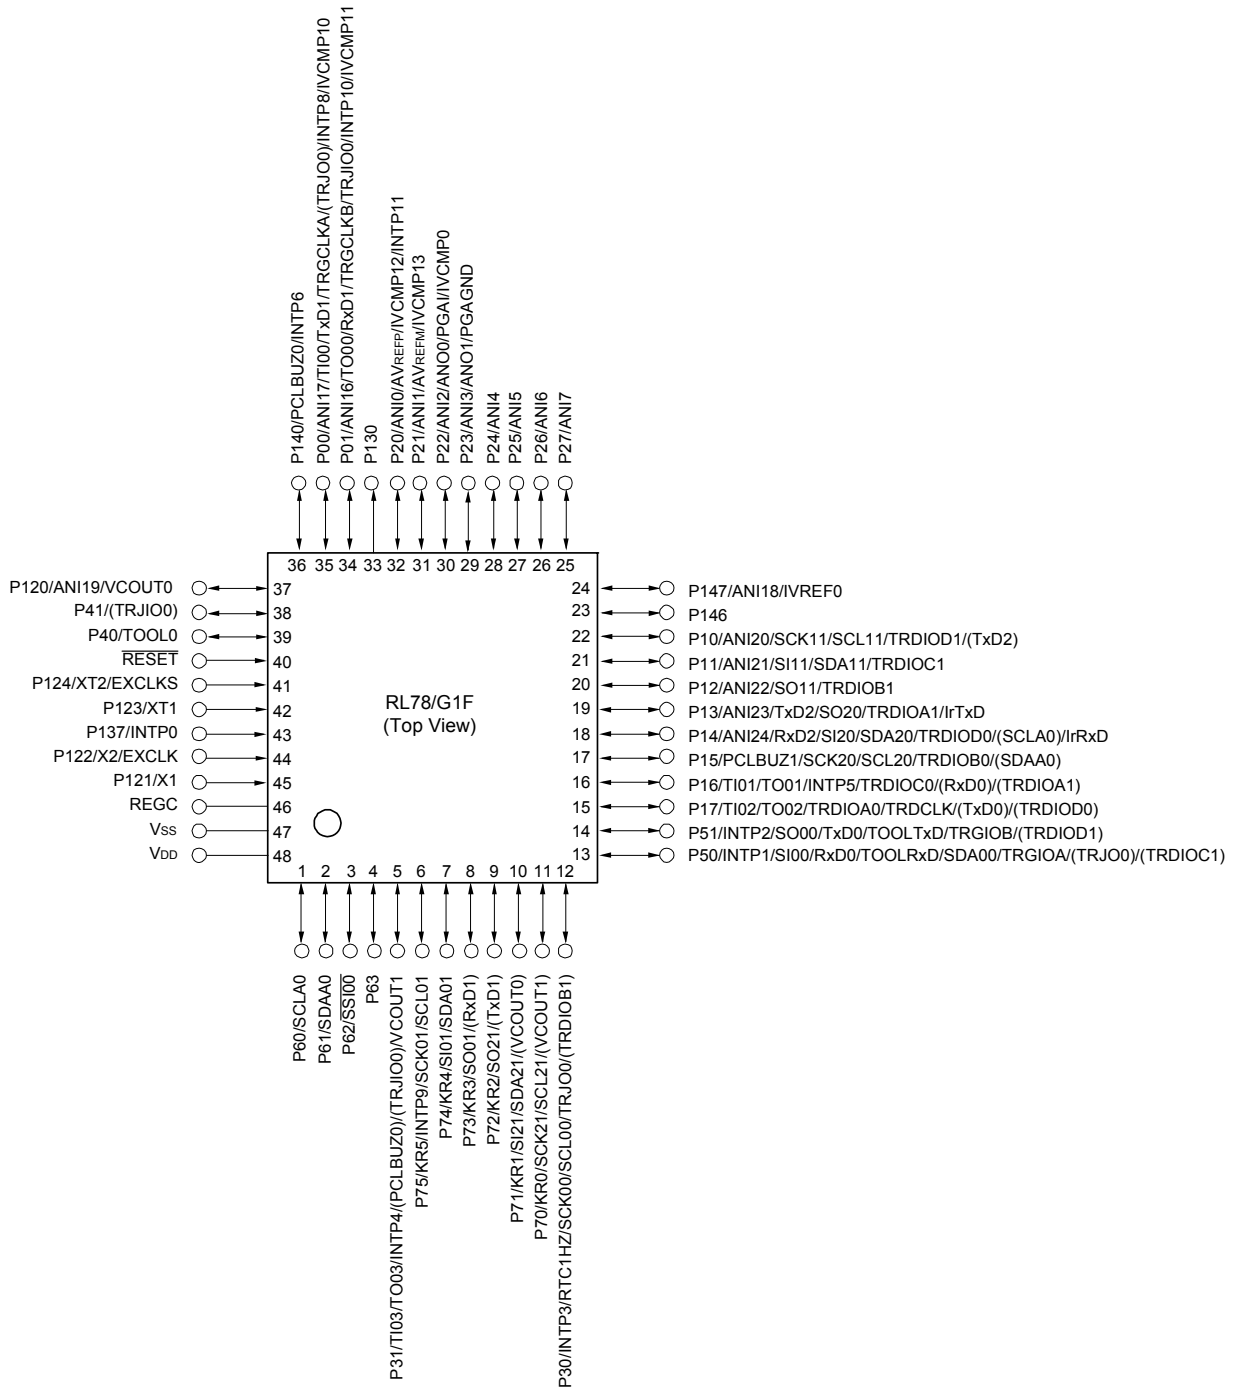 P140/PCLBUZ0/INTP6
P00/ANI17/TI00/TxD1/TRGCLKA/(TRJO0)/INTP8/IVCMP10
P01/ANI16/TO00/RxD1/TRGCLKB/TRJIO0/INTP10/IVCMP11
P130
P20/ANI0/AVREFP/IVCMP12/INTP11
P21/ANI1/AVREFM/IVCMP13
P22/ANI2/ANO0/PGAI/IVCMP0
P23/ANI3/ANO1/PGAGND
P24/ANI4
P25/ANI5
P26/ANI6
P27/ANI7
36 35 34 33 32 31 30 29 28 27 26 25
P120/ANI19/VCOUT0 37
P41/(TRJIO0) 38
P40/TOOL0 39
RESET 40
P124/XT2/EXCLKS 41
P123/XT1 42
P137/INTP0 43
P122/X2/EXCLK 44
P121/X1 45
REGC 46
VSS 47
VDD 48
RL78/G1F
(Top View)
24 P147/ANI18/IVREF0
23 P146
22 P10/ANI20/SCK11/SCL11/TRDIOD1/(TxD2)
21 P11/ANI21/SI11/SDA11/TRDIOC1
20 P12/ANI22/SO11/TRDIOB1
19 P13/ANI23/TxD2/SO20/TRDIOA1/IrTxD
18 P14/ANI24/RxD2/SI20/SDA20/TRDIOD0/(SCLA0)/IrRxD
17 P15/PCLBUZ1/SCK20/SCL20/TRDIOB0/(SDAA0)
16 P16/TI01/TO01/INTP5/TRDIOC0/(RxD0)/(TRDIOA1)
15 P17/TI02/TO02/TRDIOA0/TRDCLK/(TxD0)/(TRDIOD0)
14 P51/INTP2/SO00/TxD0/TOOLTxD/TRGIOB/(TRDIOD1)
13 P50/INTP1/SI00/RxD0/TOOLRxD/SDA00/TRGIOA/(TRJO0)/(TRDIOC1)
1 2 3 4 5 6 7 8 9 10 11 12
P60/SCLA0
P61/SDAA0
P62/SSI00
P63
P31/TI03/TO03/INTP4/(PCLBUZ0)/(TRJIO0)/VCOUT1
P75/KR5/INTP9/SCK01/SCL01
P74/KR4/SI01/SDA01
P73/KR3/SO01/(RxD1)
P72/KR2/SO21/(TxD1)
P71/KR1/SI21/SDA21/(VCOUT0)
P70/KR0/SCK21/SCL21/(VCOUT1)
P30/INTP3/RTC1HZ/SCK00/SCL00/TRJO0/(TRDIOB1)